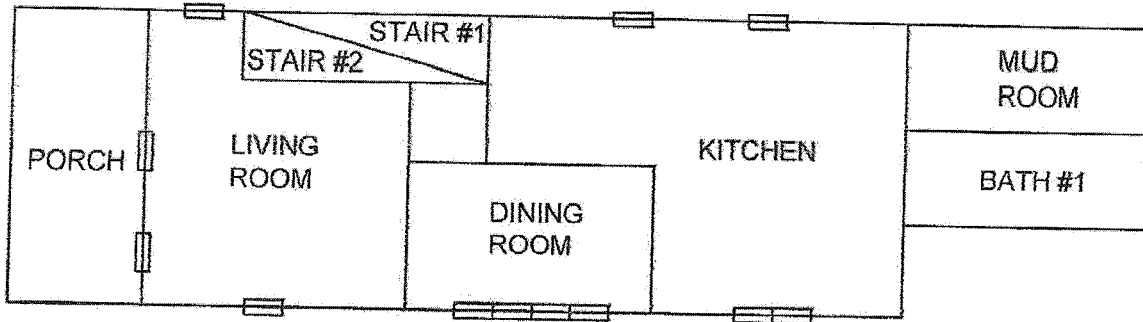 STAIR #1
STAIR #2
MUD
ROOM
PORCH
LIVING
ROOM
KITCHEN
BATH #1
DINING
ROOM